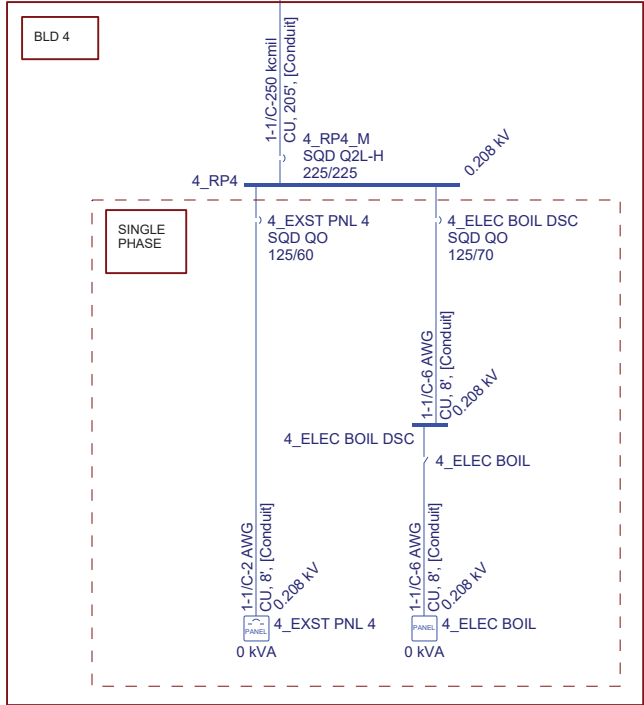 BLD 4
1-1/C-250 kcmil
CU, 205', [Conduit]
4_RP4_M
SQD Q2L-H
225/225
0.208 kV
4_RP4
SINGLE
PHASE
4_EXST PNL 4
SQD QO
125/60
4_ELEC BOIL DSC
SQD QO
125/70
1-1/C-6 AWG
CU, 8', [Conduit]
0.208 kV
4_ELEC BOIL DSC
4_ELEC BOIL
1-1/C-2 AWG
CU, 8', [Conduit]
0.208 kV
1-1/C-6 AWG
CU, 8', [Conduit]
0.208 kV
PANEL
4_EXST PNL 4
0 kVA
PANEL
4_ELEC BOIL
0 kVA